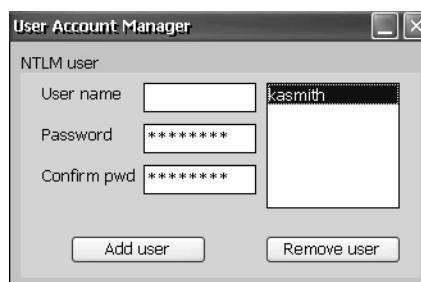 User Account Manager
NTLM user
User name
kasmith
Password ********
Confirm pwd ********
Add user Remove user